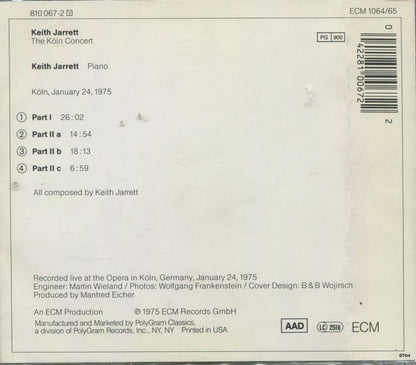 810 067-2
ECM 1064/65
Keith Jarrett
The Köln Concert
PG 900
Keith Jarrett Piano
Köln, January 24, 1975
0 42281 00672 2
① Part I 26:02
② Part II a 14:54
③ Part II b 18:13
④ Part II c 6:59
All composed by Keith Jarrett
Recorded live at the Opera in Köln, Germany, January 24, 1975
Engineer: Martin Wieland / Photos: Wolfgang Frankenstein / Cover Design: B & B Wojirsch
Produced by Manfred Eicher
An ECM Production ℗ 1975 ECM Records GmbH
Manufactured and Marketed by PolyGram Classics,
a division of PolyGram Records, Inc., NY, NY Printed in USA
AAD LC 2516 ECM
0704